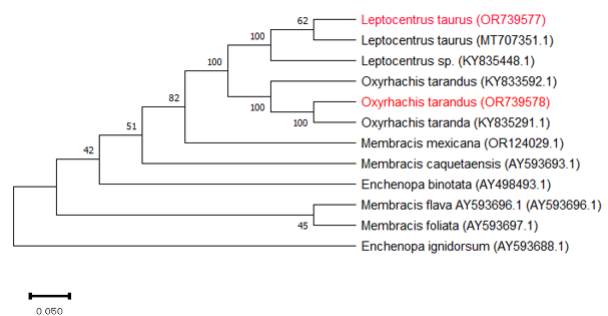 62
Leptocentrus taurus (OR739577)
Leptocentrus taurus (MT707351.1)
100
Leptocentrus sp. (KY835448.1)
100
Oxyrhachis tarandus (KY833592.1)
100
Oxyrhachis tarandus (OR739578)
100
Oxyrhachis taranda (KY835291.1)
82
Membracis mexicana (OR124029.1)
51
Membracis caquetaensis (AY593693.1)
42
Enchenopa binotata (AY498493.1)
Membracis flava AY593696.1 (AY593696.1)
45
Membracis foliata (AY593697.1)
Enchenopa ignidorsum (AY593688.1)
0.050